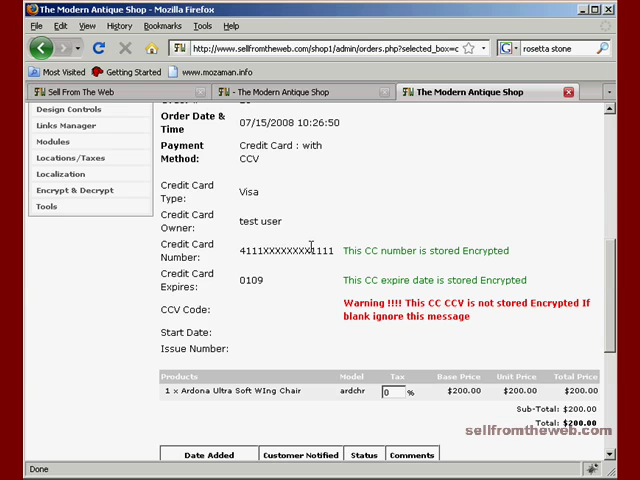 The Modern Antique Shop - Mozilla Firefox
File Edit View History Bookmarks Tools Help
http://www.sellfromtheweb.com/shop1/admin/orders.php?selected_box=c
rosetta stone
Most Visited Getting Started www.mozaman.info
Sell From The Web
- The Modern Antique Shop
The Modern Antique Shop
Design Controls
Links Manager
Modules
Locations/Taxes
Localization
Encrypt & Decrypt
Tools
Order Date & Time 07/15/2008 10:26:50
Payment Method: Credit Card : with CCV
Credit Card Type: Visa
Credit Card Owner: test user
Credit Card Number: 4111XXXXXXXX1111 This CC number is stored Encrypted
Credit Card Expires: 0109 This CC expire date is stored Encrypted
CCV Code: Warning !!!! This CC CCV is not stored Encrypted If blank ignore this message
Start Date:
Issue Number:
Products Model Tax Base Price Unit Price Total Price
1 x Ardona Ultra Soft WIng Chair ardchr 0 % $200.00 $200.00 $200.00
Sub-Total: $200.00
Total: $200.00
sellfromtheweb.com
Date Added Customer Notified Status Comments
Done